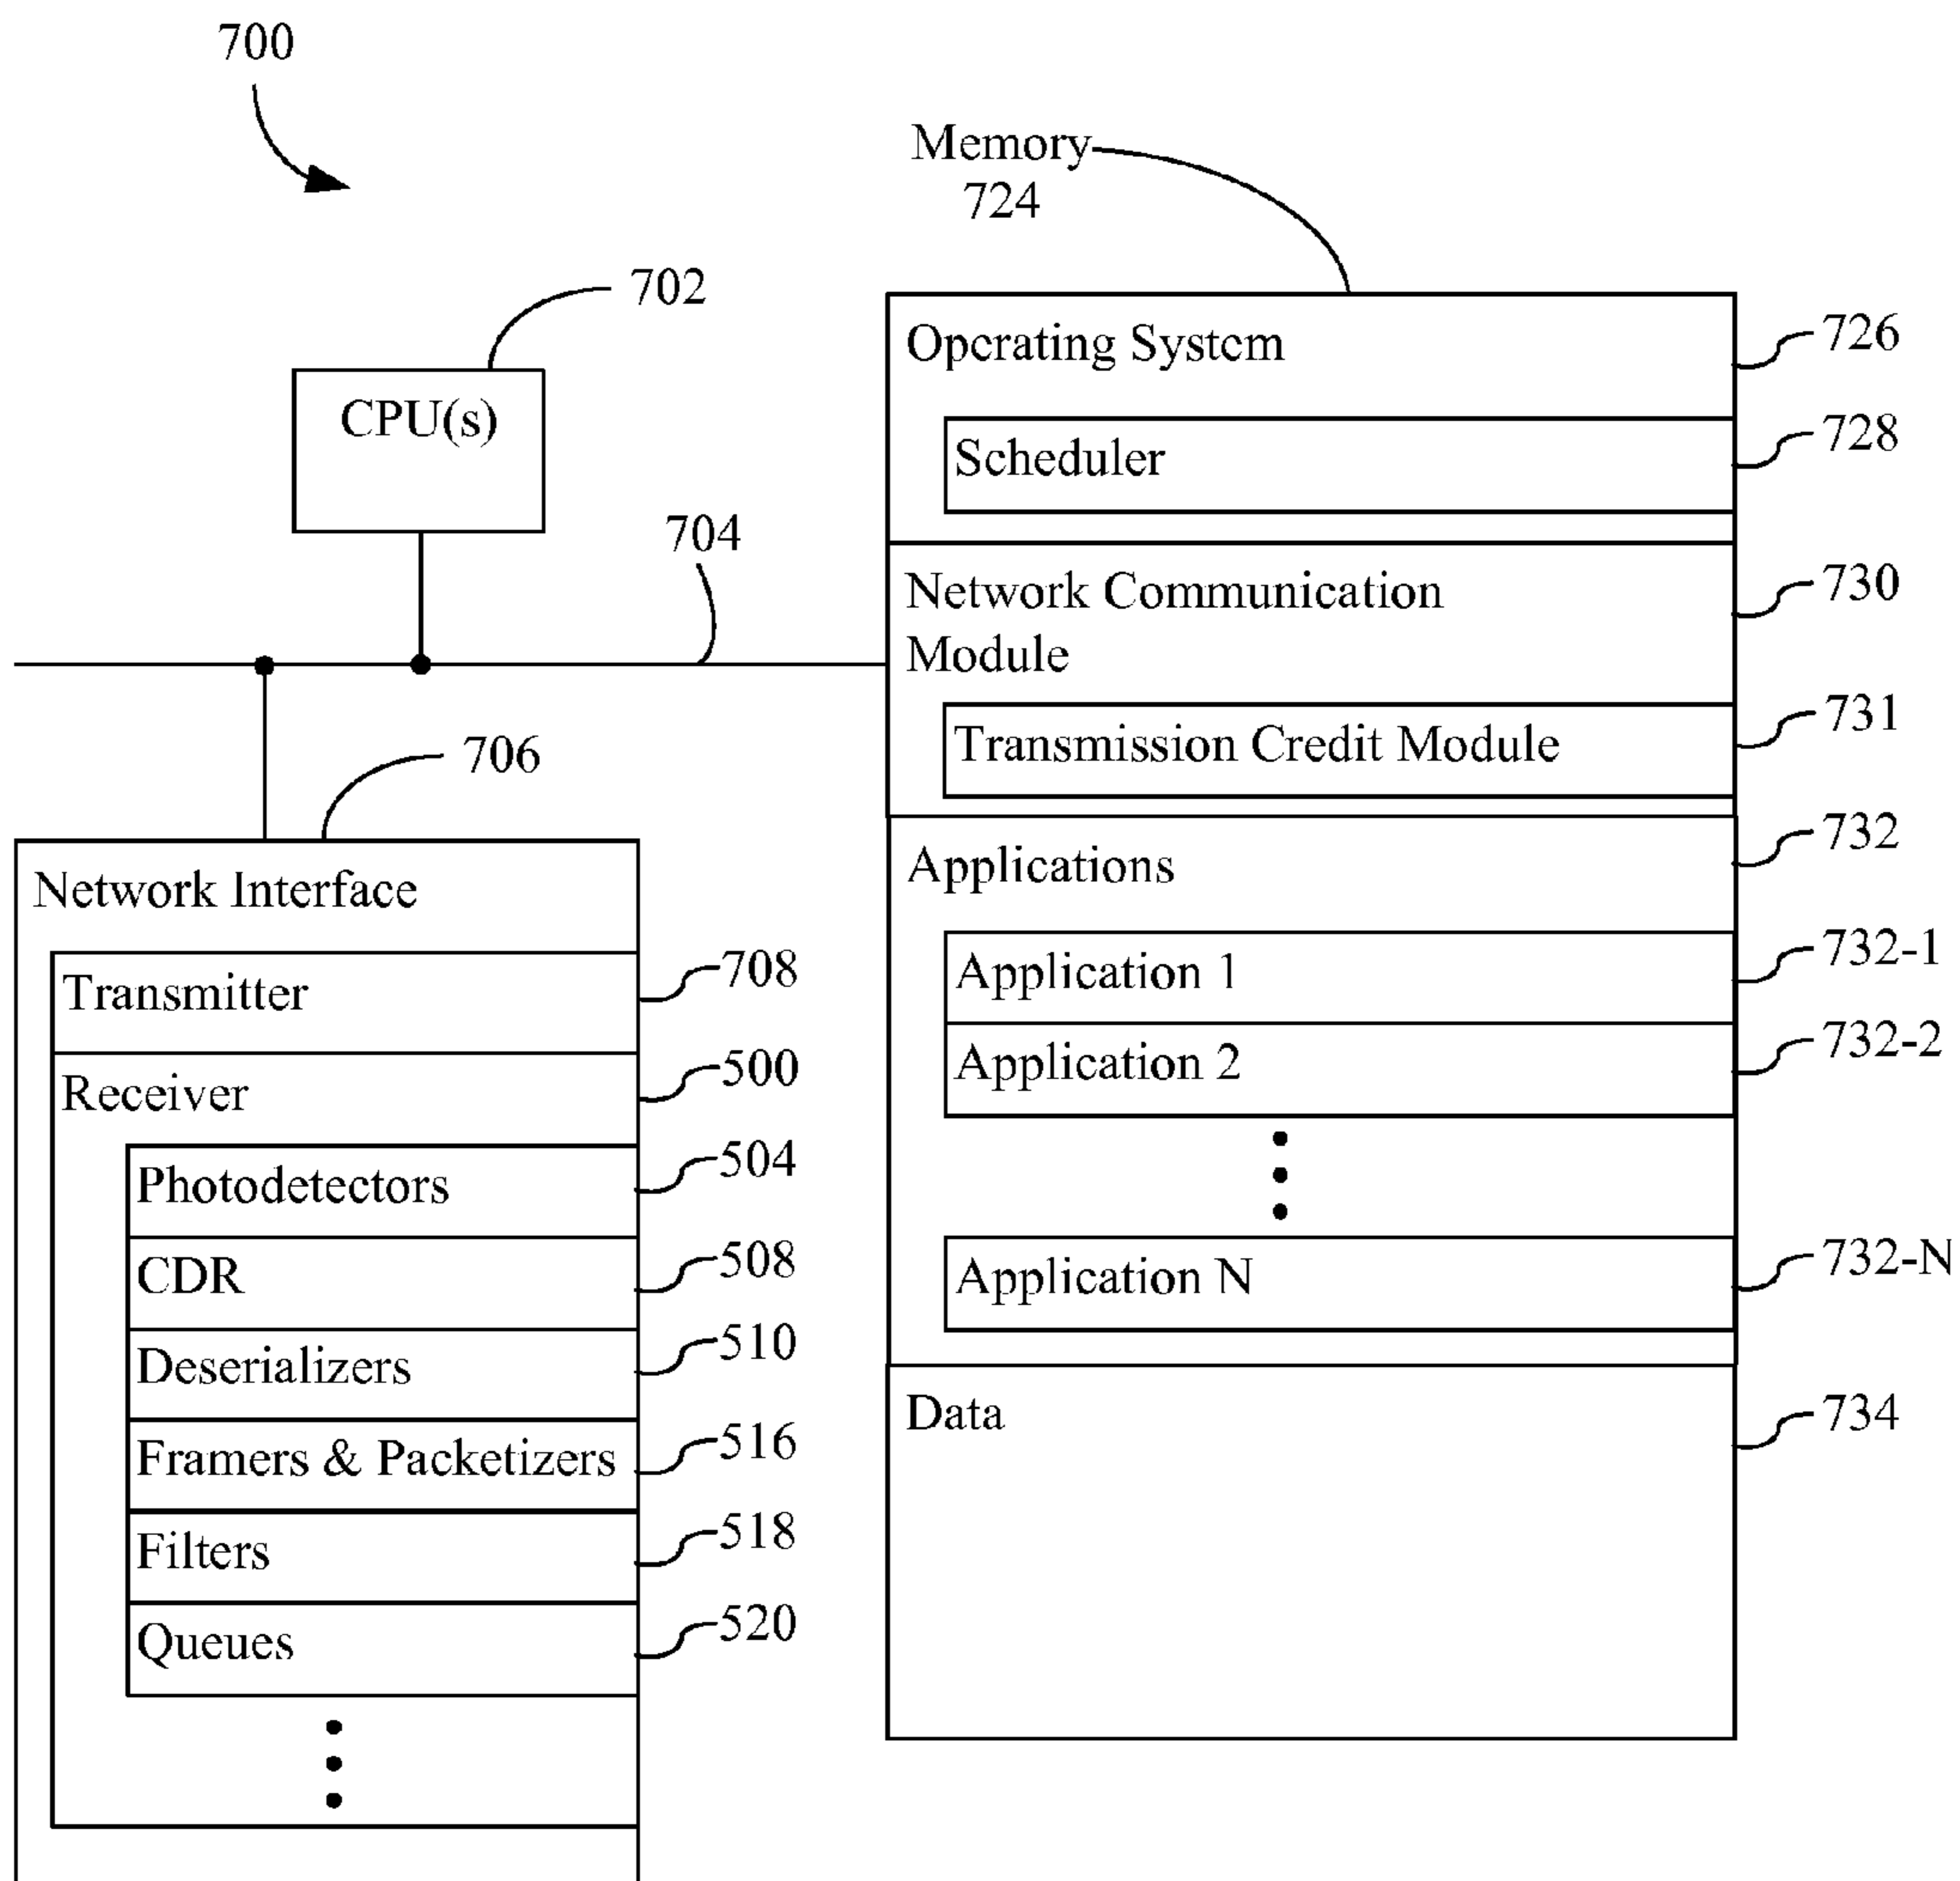 700
Memory
724
702
CPU(s)
704
706
Operating System
726
Scheduler
728
Network Communication
Module
730
Transmission Credit Module
731
Applications
732
Application 1
732-1
Application 2
732-2
Application N
732-N
Data
734
Network Interface
Transmitter
708
Receiver
500
Photodetectors
504
CDR
508
Deserializers
510
Framers & Packetizers
516
Filters
518
Queues
520